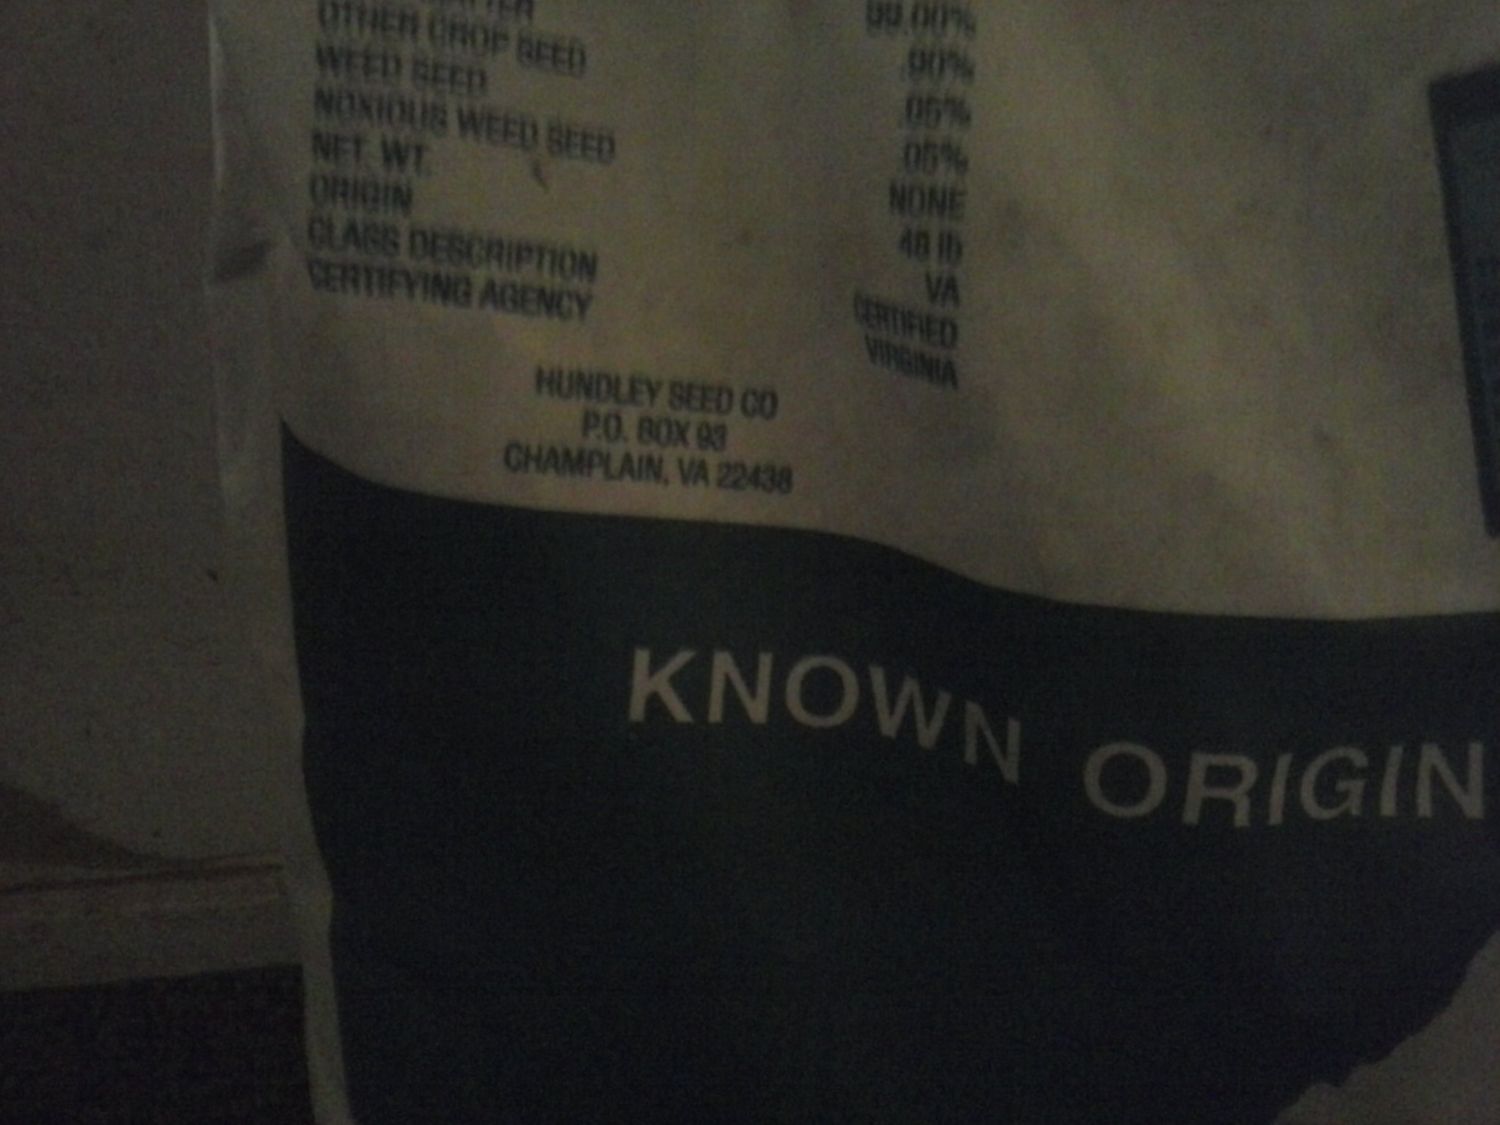 OTHER CROP SEED
WEED SEED
NOXIOUS WEED SEED
NET. WT.
ORIGIN
CLASS DESCRIPTION
CERTIFYING AGENCY
99.00%
.90%
.05%
.05%
NONE
48 lb
VA
CERTIFIED
VIRGINIA
HUNDLEY SEED CO
P.O. BOX 93
CHAMPLAIN, VA 22438
KNOWN ORIGIN